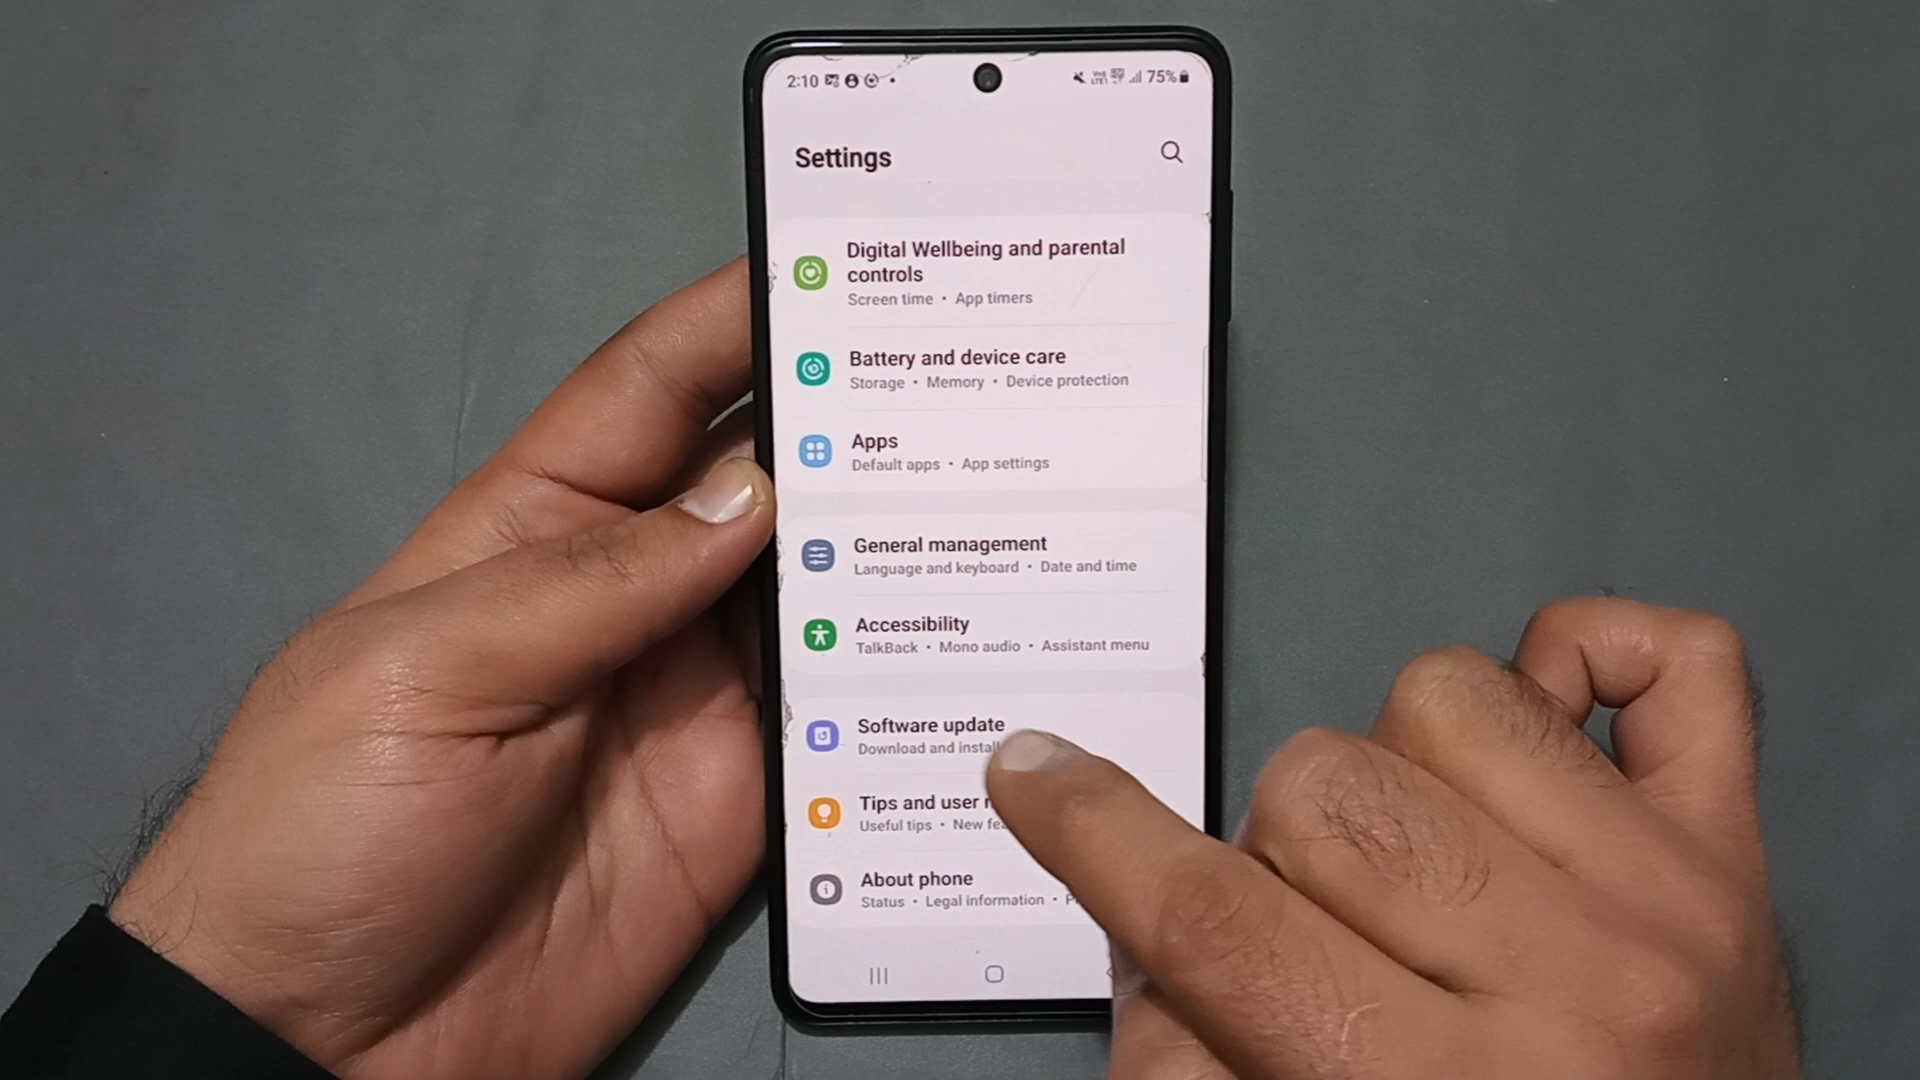 2:10
75%
Settings
Digital Wellbeing and parental
controls
Screen time • App timers
Battery and device care
Storage • Memory • Device protection
Apps
Default apps • App settings
General management
Language and keyboard • Date and time
Accessibility
TalkBack • Mono audio • Assistant menu
Software update
Download and install
Tips and user
Useful tips • New
About phone
Status • Legal information •